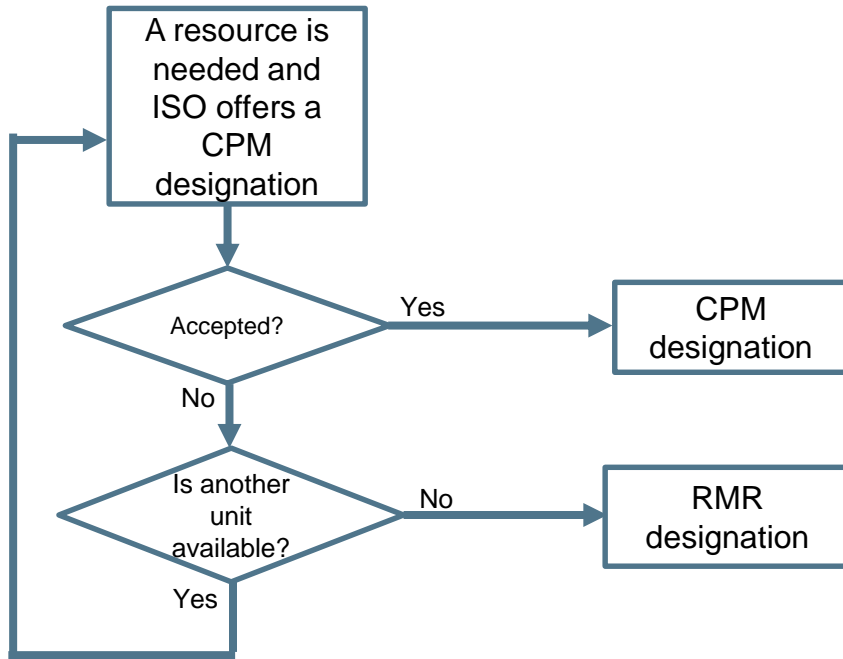 A resource is
needed and
ISO offers a
CPM
designation
Accepted?
Yes
CPM
designation
No
Is another
unit
available?
No
RMR
designation
Yes